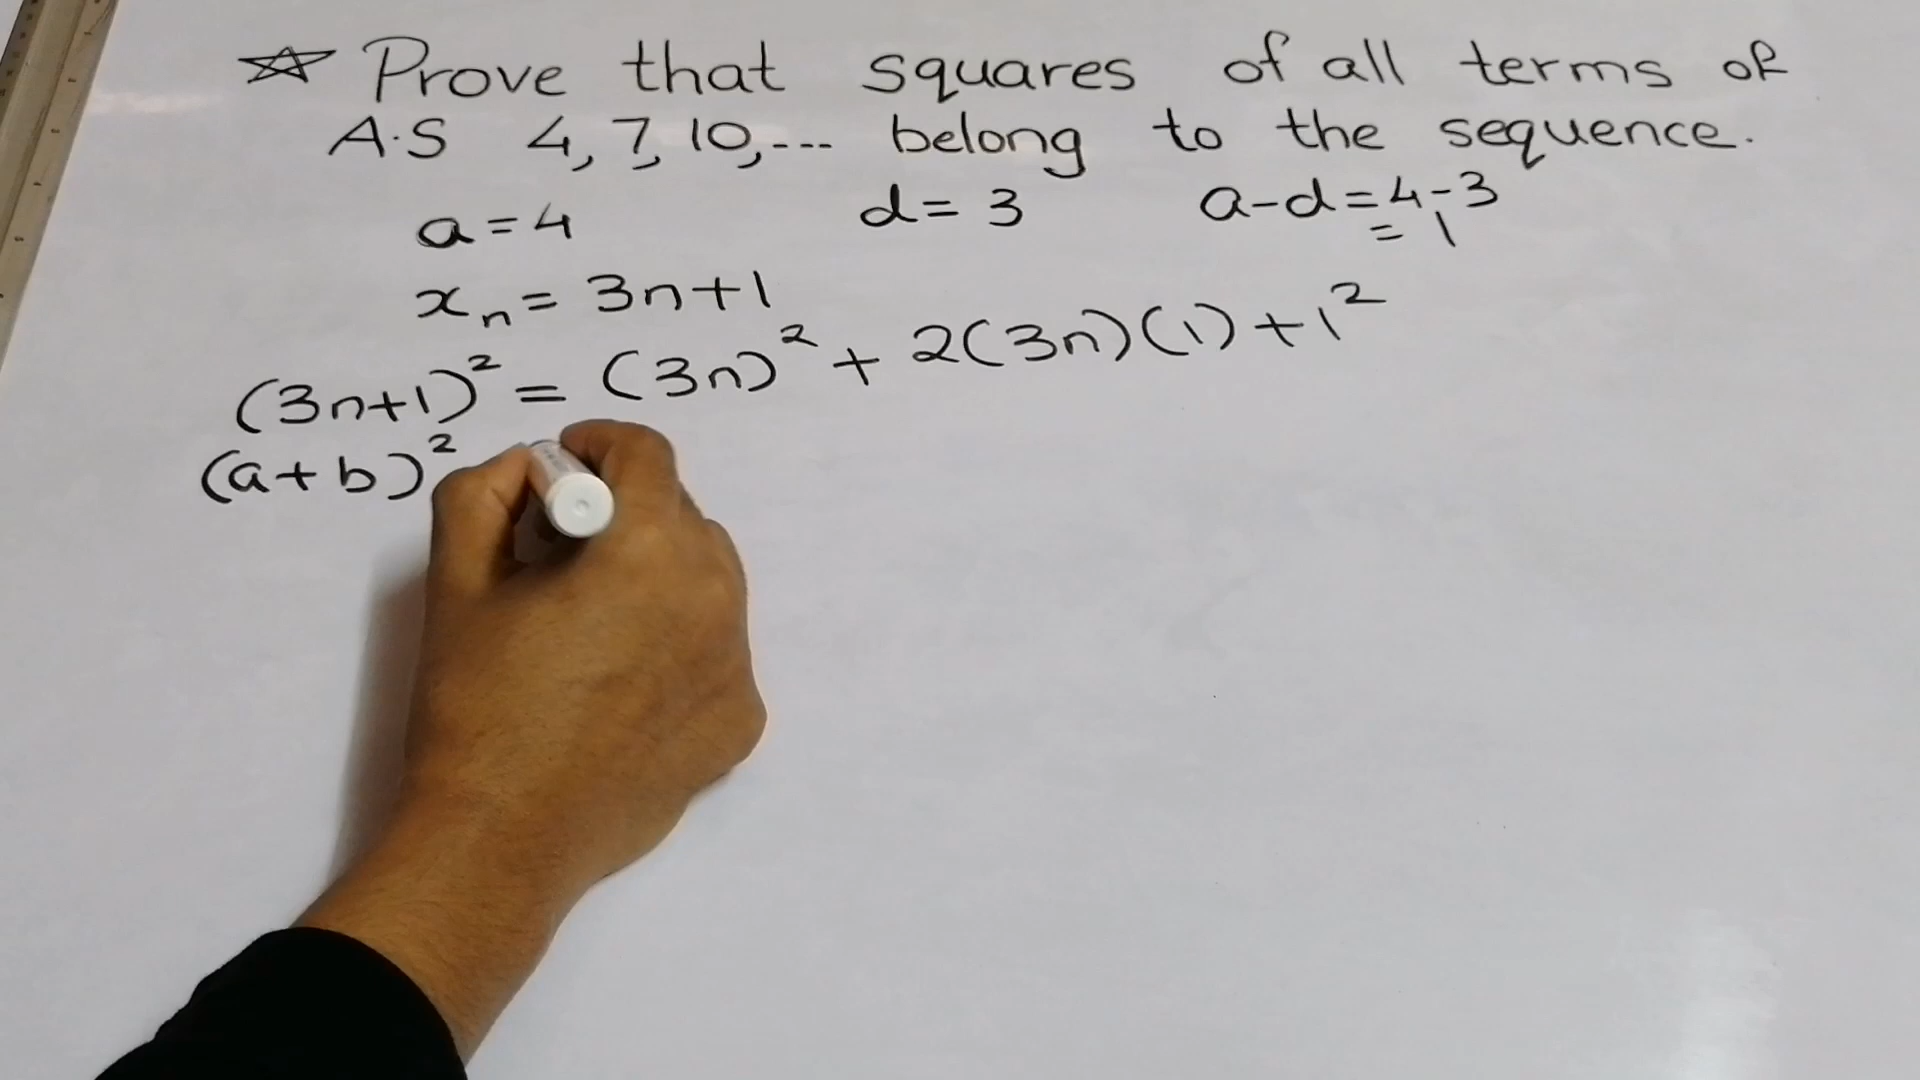 ☆ Prove that squares of all terms of
A.S 4, 7, 10, --- belong to the sequence.
a = 4 d = 3 a-d = 4-3
= 1
xₙ = 3n+1
(3n+1)² = (3n)² + 2(3n)(1) + 1²
(a+b)²